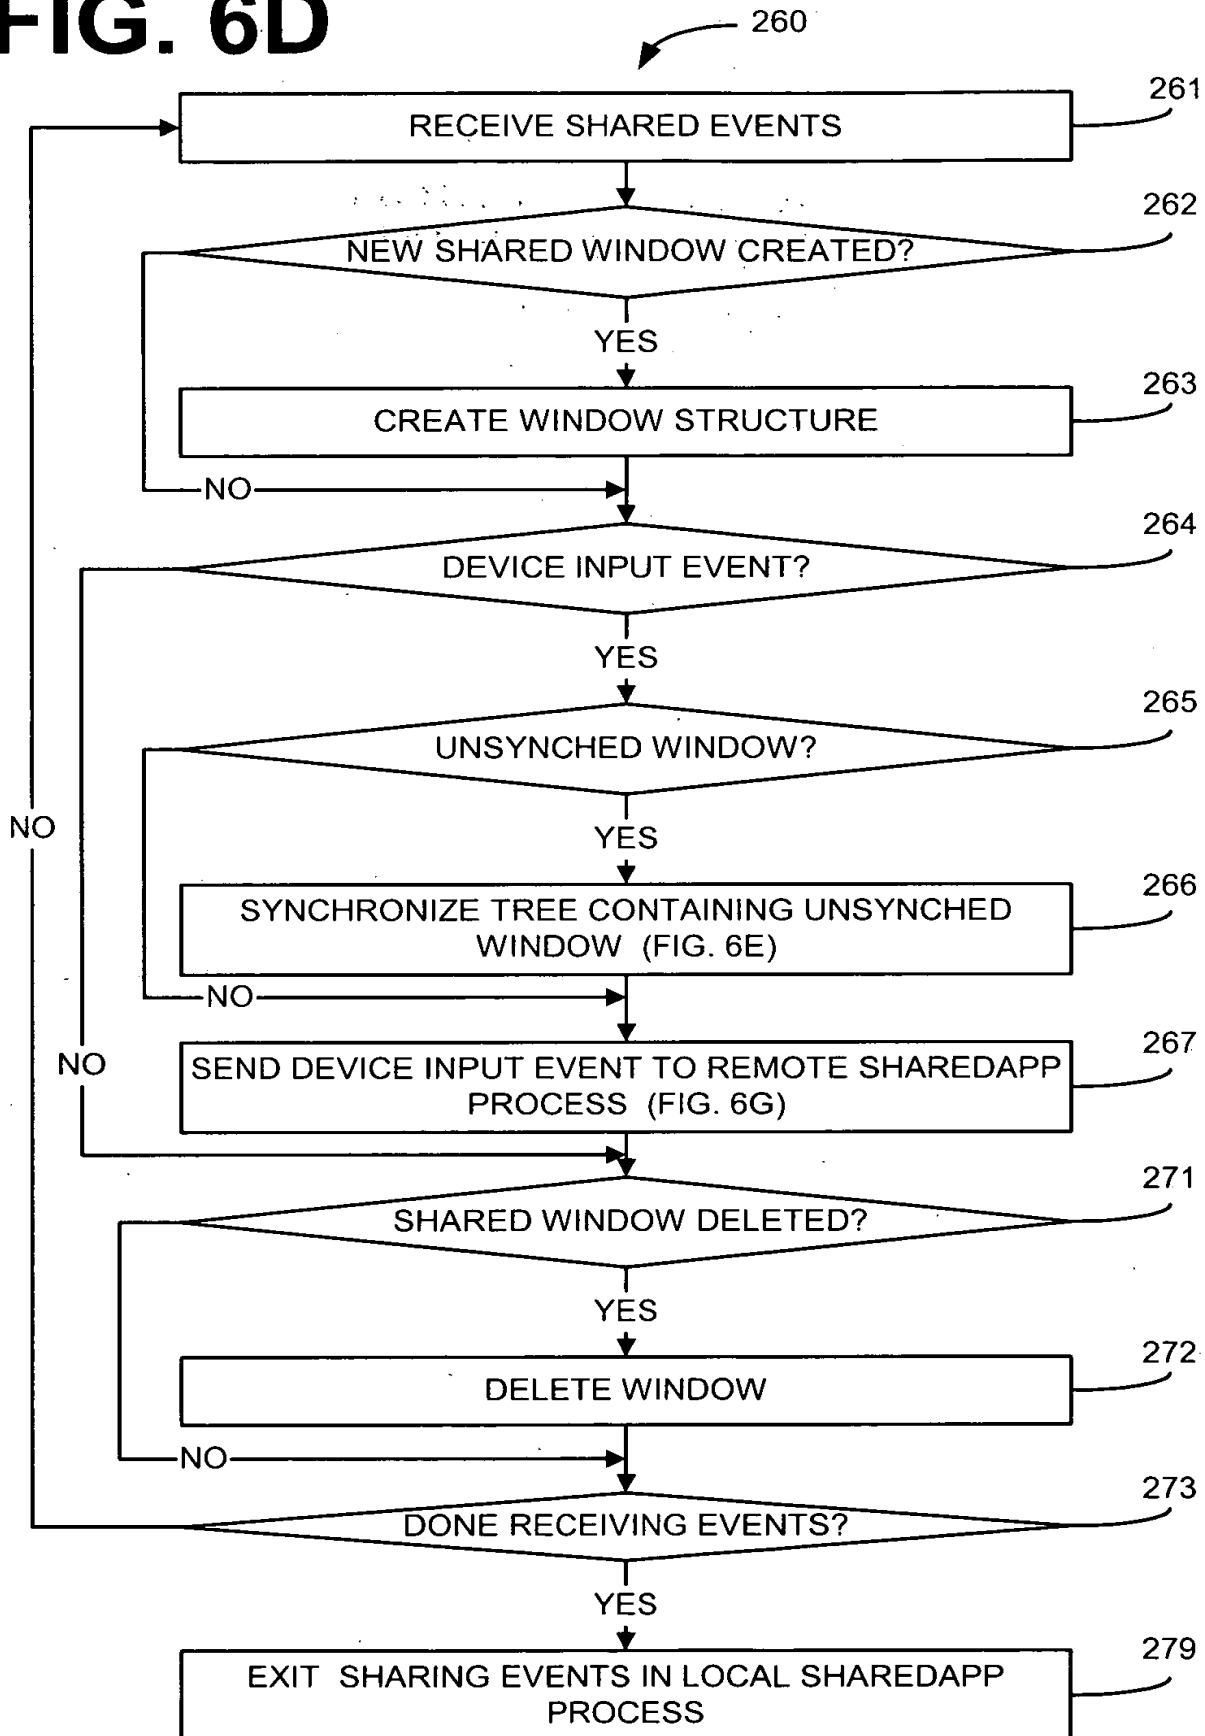 FIG. 6D
260
261
RECEIVE SHARED EVENTS
262
NEW SHARED WINDOW CREATED?
YES
263
CREATE WINDOW STRUCTURE
NO
264
DEVICE INPUT EVENT?
YES
265
UNSYNCHED WINDOW?
NO
YES
266
SYNCHRONIZE TREE CONTAINING UNSYNCHED
WINDOW (FIG. 6E)
NO
267
NO
SEND DEVICE INPUT EVENT TO REMOTE SHAREDAPP
PROCESS (FIG. 6G)
271
SHARED WINDOW DELETED?
YES
272
DELETE WINDOW
NO
273
DONE RECEIVING EVENTS?
YES
279
EXIT SHARING EVENTS IN LOCAL SHAREDAPP
PROCESS